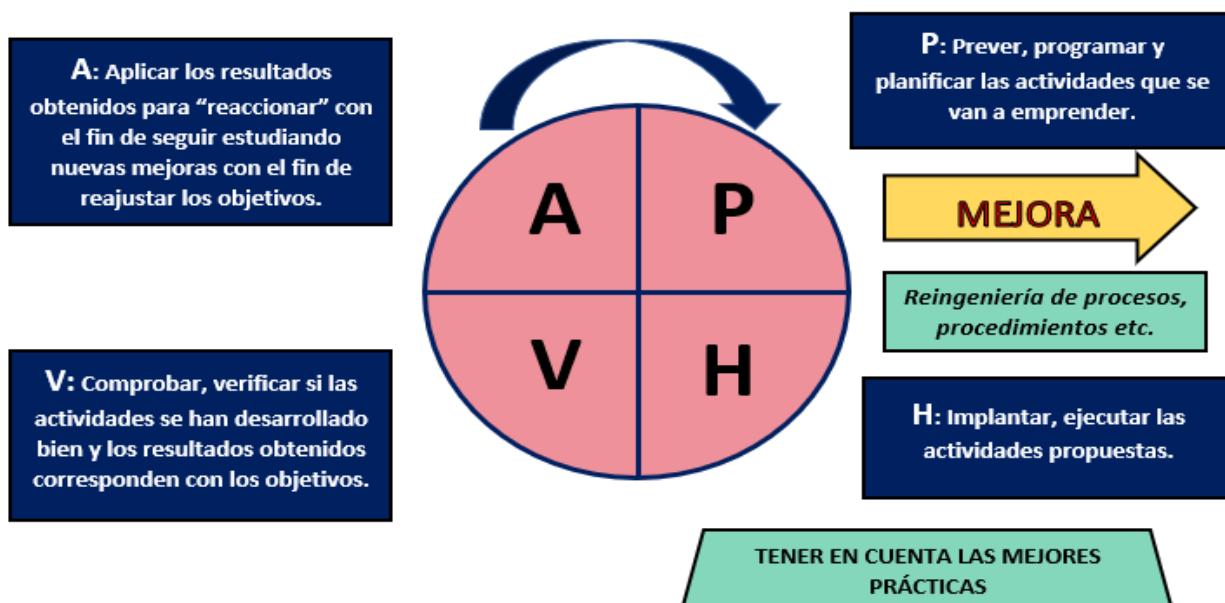 A: Aplicar los resultados
obtenidos para “reaccionar” con
el fin de seguir estudiando
nuevas mejoras con el fin de
reajustar los objetivos.
P: Prever, programar y
planificar las actividades que se
van a emprender.
A
P
MEJORA
Reingeniería de procesos,
procedimientos etc.
V: Comprobar, verificar si las
actividades se han desarrollado
bien y los resultados obtenidos
corresponden con los objetivos.
V
H
H: Implantar, ejecutar las
actividades propuestas.
TENER EN CUENTA LAS MEJORES
PRÁCTICAS